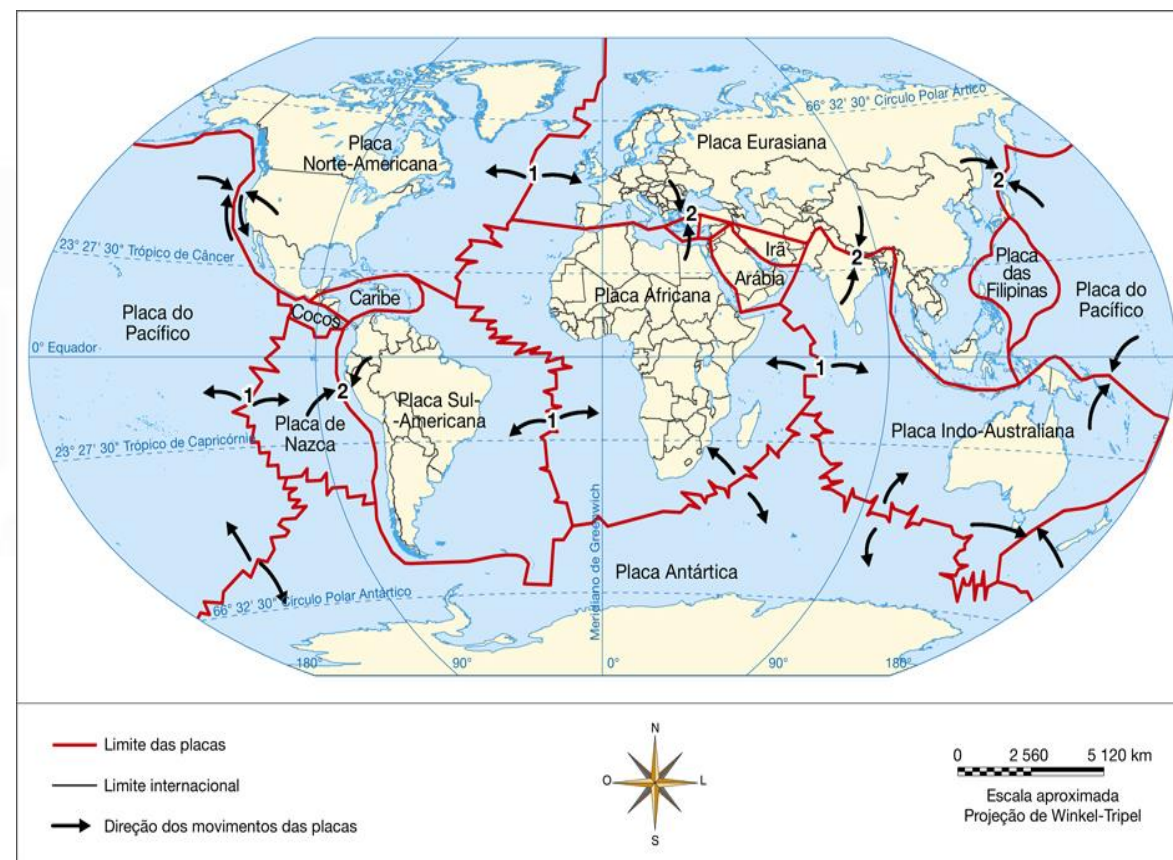 66° 32' 30" Círculo Polar Ártico
Placa
Norte-Americana
Placa Eurasiana
1
2
2
2
23° 27' 30" Trópico de Câncer
Irã
Arábia
Placa
das
Filipinas
Caribe
Cocos
Placa Africana
Placa do
Pacífico
Placa do
Pacífico
0° Equador
1
2
1
1
Placa Sul-
-Americana
Placa de
Nazca
Placa Indo-Australiana
23° 27' 30" Trópico de Capricórnio
Meridiano de Greenwich
Placa Antártica
66° 32' 30" Círculo Polar Antártico
180°
90°
0°
90°
180°
Limite das placas
Limite internacional
Direção dos movimentos das placas
N
O
L
S
0 2 560 5 120 km
Escala aproximada
Projeção de Winkel-Tripel